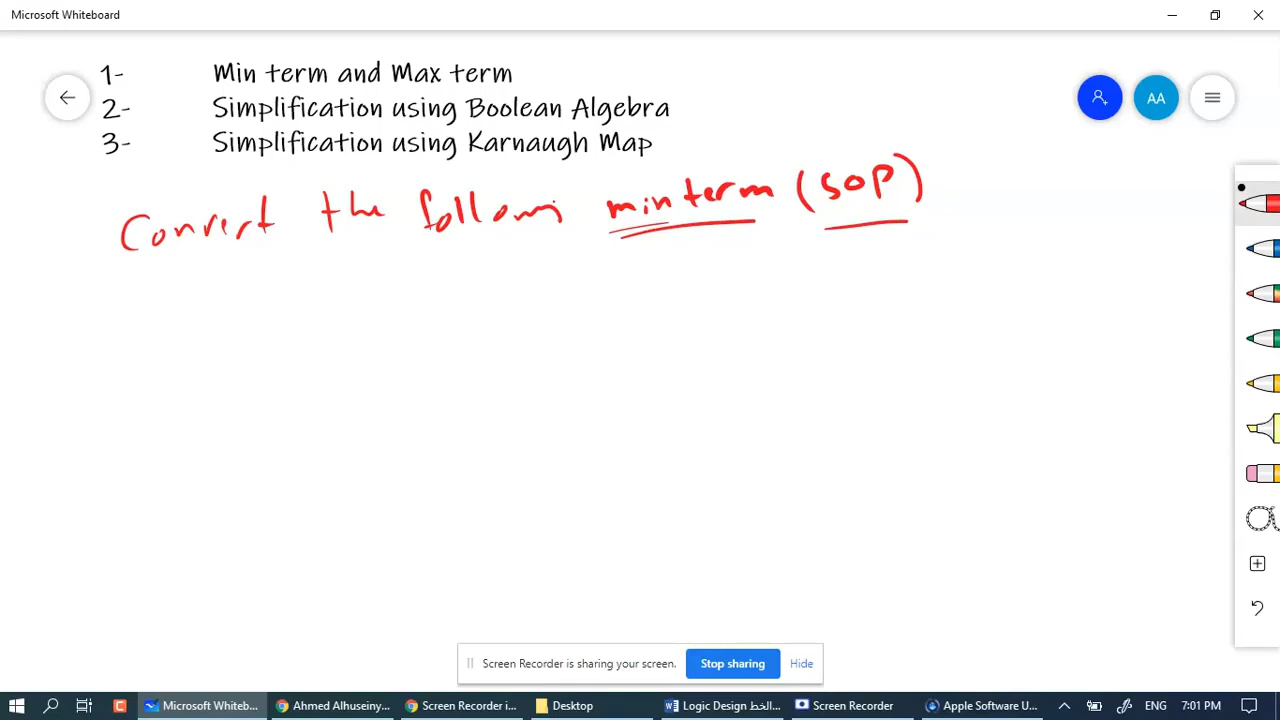 Microsoft Whiteboard
1- Min term and Max term
2- Simplification using Boolean Algebra
3- Simplification using Karnaugh Map
AA
Convert the following minterm (SOP)
Screen Recorder is sharing your screen. Stop sharing Hide
Microsoft Whiteb... Ahmed Alhuseiny... Screen Recorder i... Desktop Logic Design الخط... Screen Recorder Apple Software U... ENG 7:01 PM